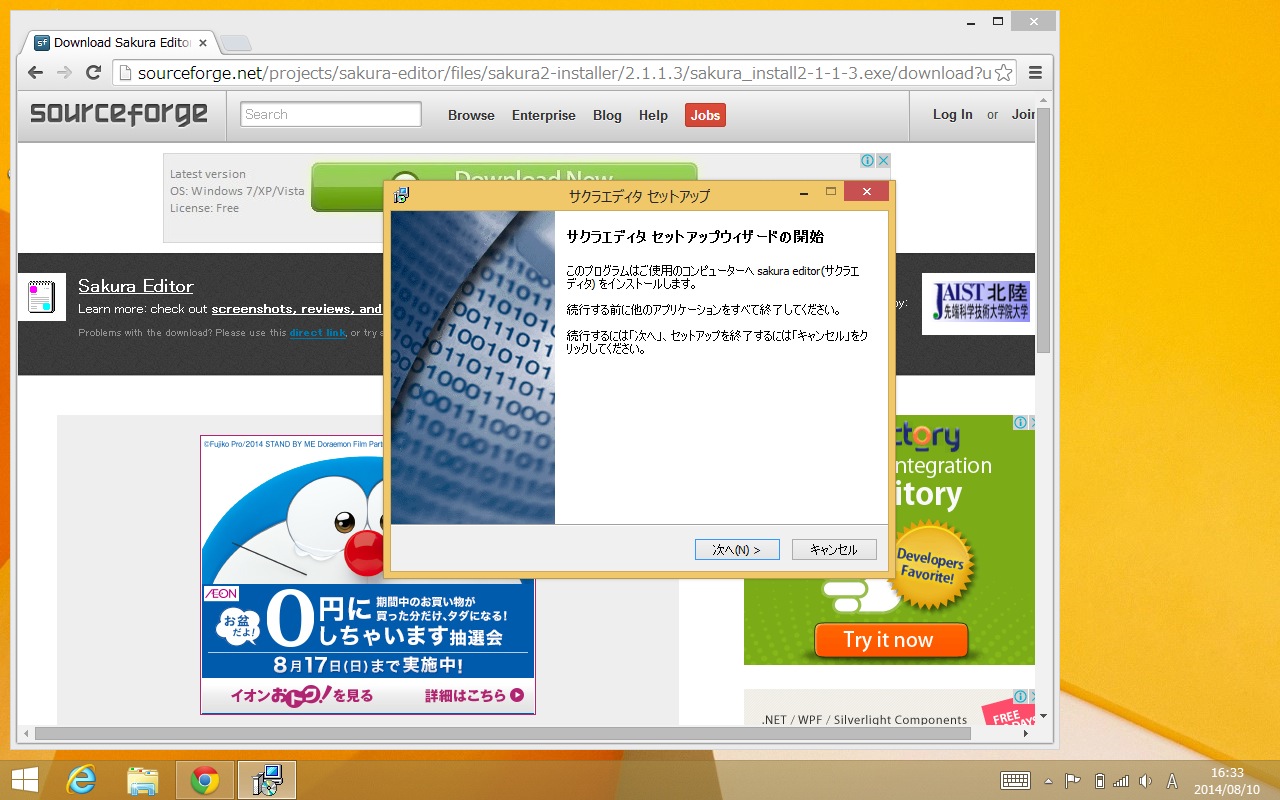 Download Sakura Edito
sourceforge.net/projects/sakura-editor/files/sakura2-installer/2.1.1.3/sakura_install2-1-1-3.exe/download?u
sourceforge
Search
Browse Enterprise Blog Help Jobs
Log In or Join
Latest version
OS: Windows 7/XP/Vista
License: Free
Download Now
サクラエディタ セットアップ
サクラエディタ セットアップウィザードの開始
このプログラムはご使用のコンピューターへ sakura editor(サクラエ
ディタ) をインストールします。
続行する前に他のアプリケーションをすべて終了してください。
続行するには「次へ」、セットアップを終了するには「キャンセル」をク
リックしてください。
次へ(N) >
キャンセル
Sakura Editor
Learn more: check out screenshots, reviews, and
Problems with the download? Please use this direct link, or try a
by:
JAIST北陸
先端科学技術大学院大学
©Fujiko Pro/2014 STAND BY ME Doraemon Film Part
ÆON
お盆
だよ!
0円に
しちゃいます抽選会
期間中のお買い物が
買った分だけ、タダになる!
8月17日(日)まで実施中!
イオンおトク!を見る
詳細はこちら
ctory
ntegration
itory
Developers
Favorite!
Try it now
.NET / WPF / Silverlight Components
FREE
DAYS
A
16:33
2014/08/10